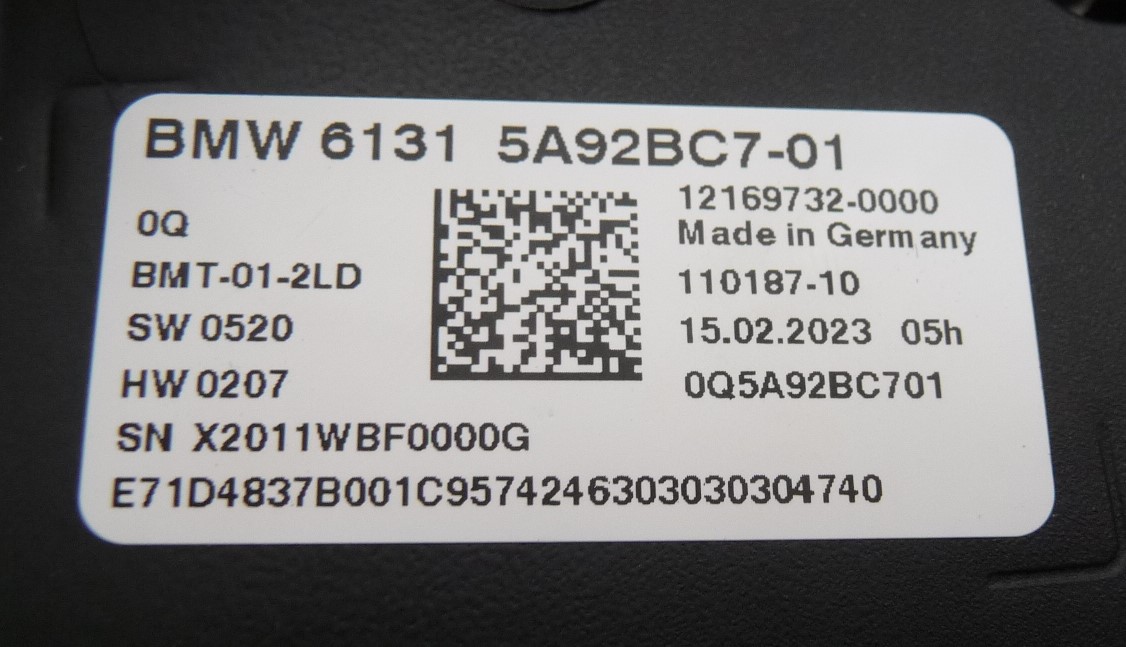 BMW 6131 5A92BC7-01
0Q
BMT-01-2LD
SW 0520
HW 0207
12169732-0000
Made in Germany
110187-10
15.02.2023 05h
0Q5A92BC701
SN X2011WBF0000G
E71D4837B001C9574246303030304740